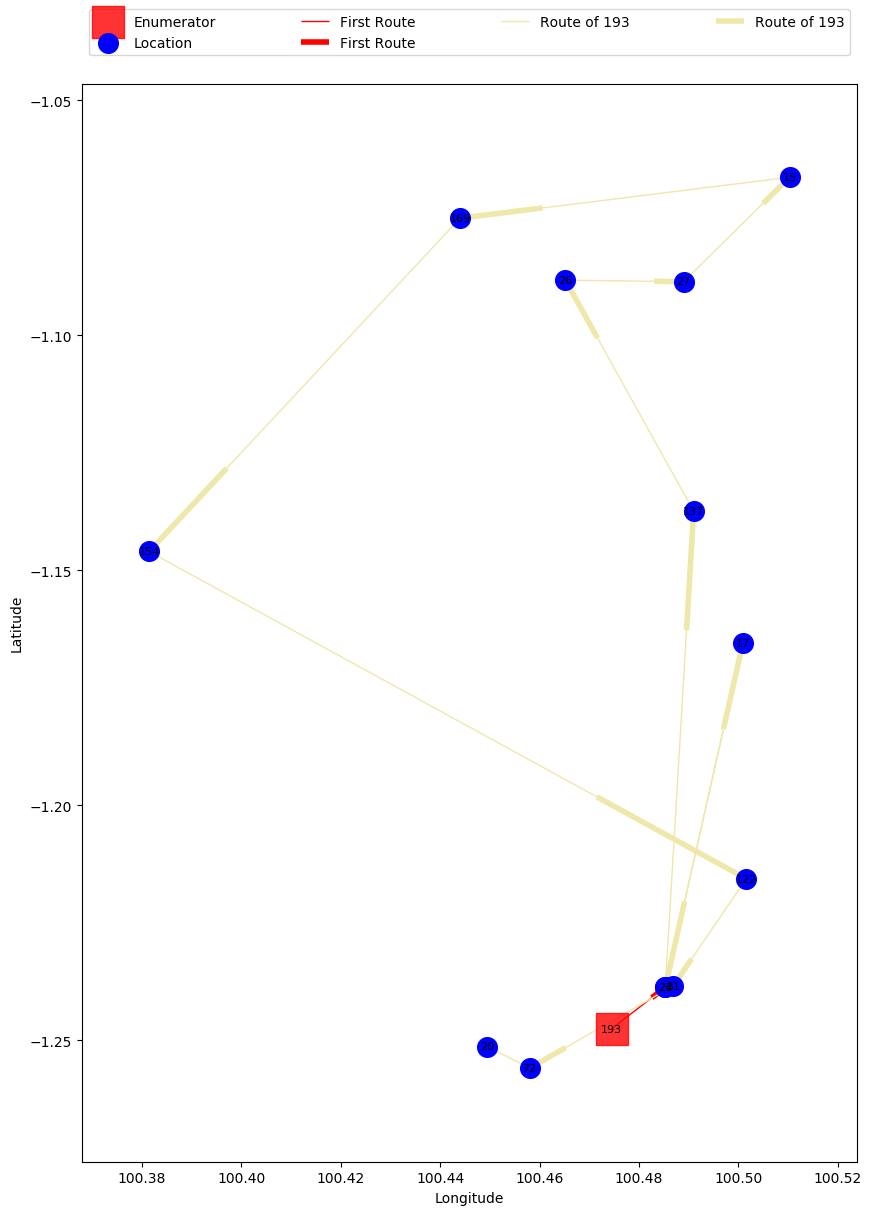 Enumerator
Location
First Route
First Route
Route of 193
Route of 193
−1.05
−1.10
−1.15
−1.20
−1.25
Latitude
15
26
27
137
154
122
193
100.38
100.40
100.42
100.44
100.46
100.48
100.50
100.52
Longitude